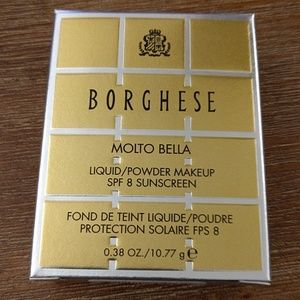 BORGHESE
MOLTO BELLA
LIQUID/POWDER MAKEUP
SPF 8 SUNSCREEN
FOND DE TEINT LIQUIDE/POUDRE
PROTECTION SOLAIRE FPS 8
0.38 OZ./10.77 g e